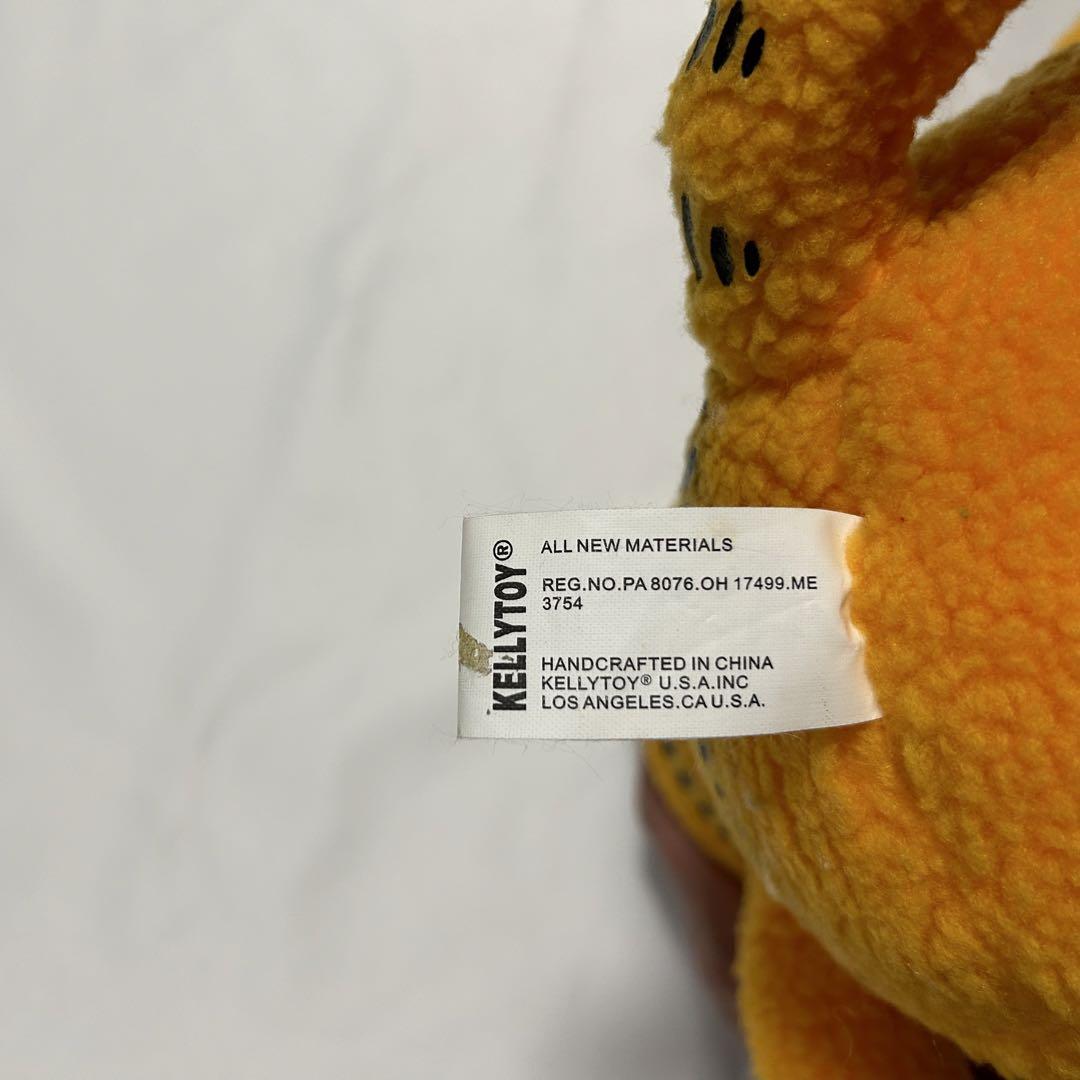 KELLYTOY®
ALL NEW MATERIALS
REG.NO.PA 8076.OH 17499.ME
3754
HANDCRAFTED IN CHINA
KELLYTOY® U.S.A.INC
LOS ANGELES.CA U.S.A.